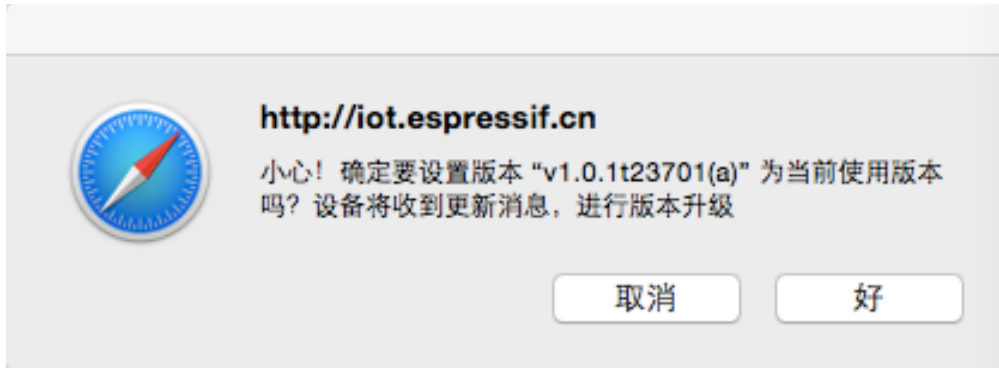 http://iot.espressif.cn
小心！确定要设置版本 “v1.0.1t23701(a)” 为当前使用版本
吗？设备将收到更新消息，进行版本升级
取消 好